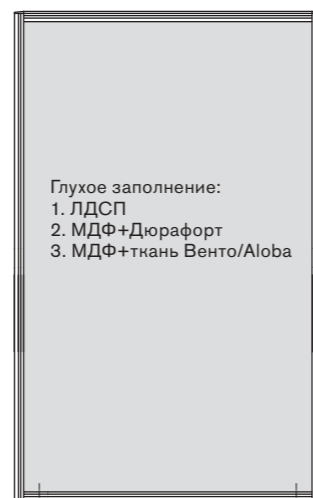 Глухое заполнение:
1. ЛДСП
2. МДФ+Дюрафорт
3. МДФ+ткань Венто/Aloba